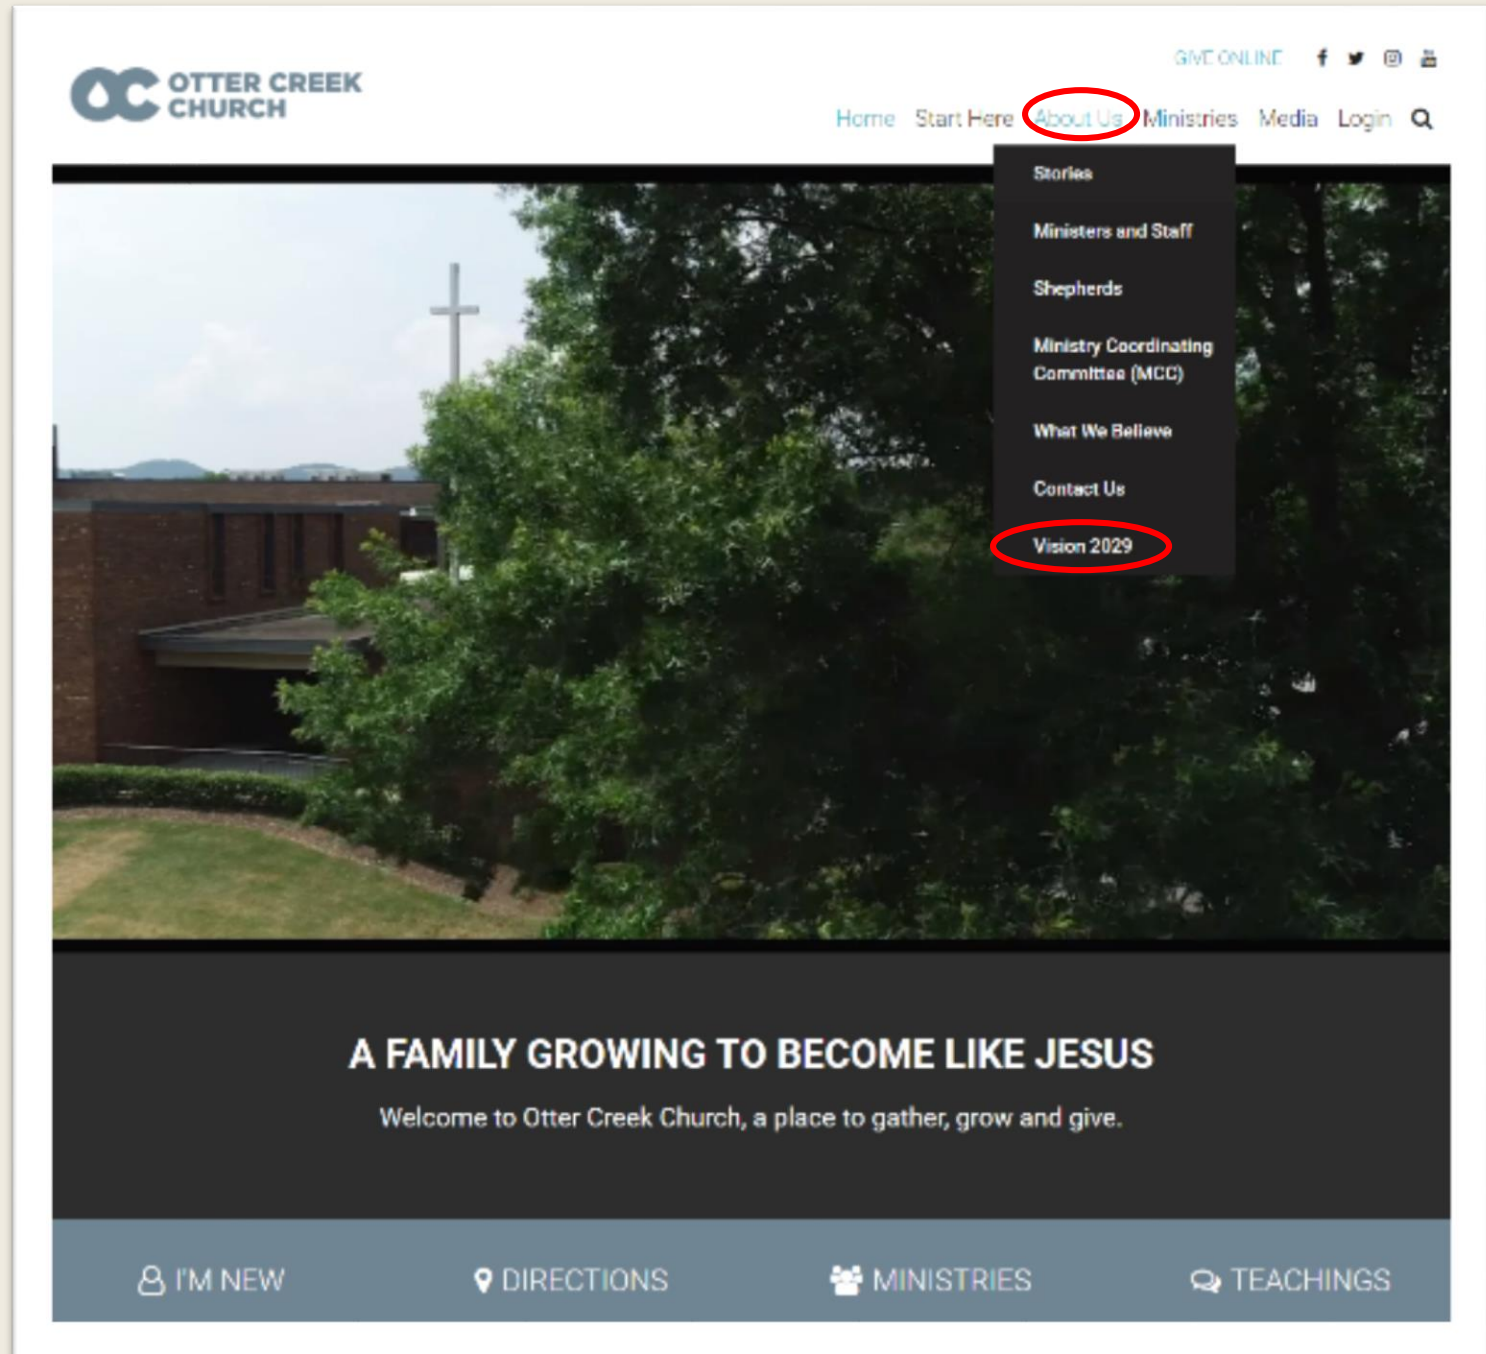 GIVE ONLINE
OC OTTER CREEK
CHURCH
Home Start Here About Us Ministries Media Login
Stories
Ministers and Staff
Shepherds
Ministry Coordinating
Committee (MCC)
What We Believe
Contact Us
Vision 2029
A FAMILY GROWING TO BECOME LIKE JESUS
Welcome to Otter Creek Church, a place to gather, grow and give.
I'M NEW DIRECTIONS MINISTRIES TEACHINGS